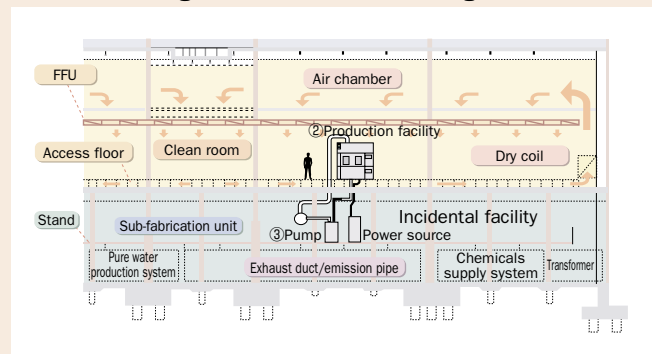 FFU
Air chamber
②Production facility
Access floor
Clean room
Dry coil
Stand
Sub-fabrication unit
Incidental facility
③Pump
Power source
Pure water
production system
Exhaust duct/emission pipe
Chemicals
supply system
Transformer